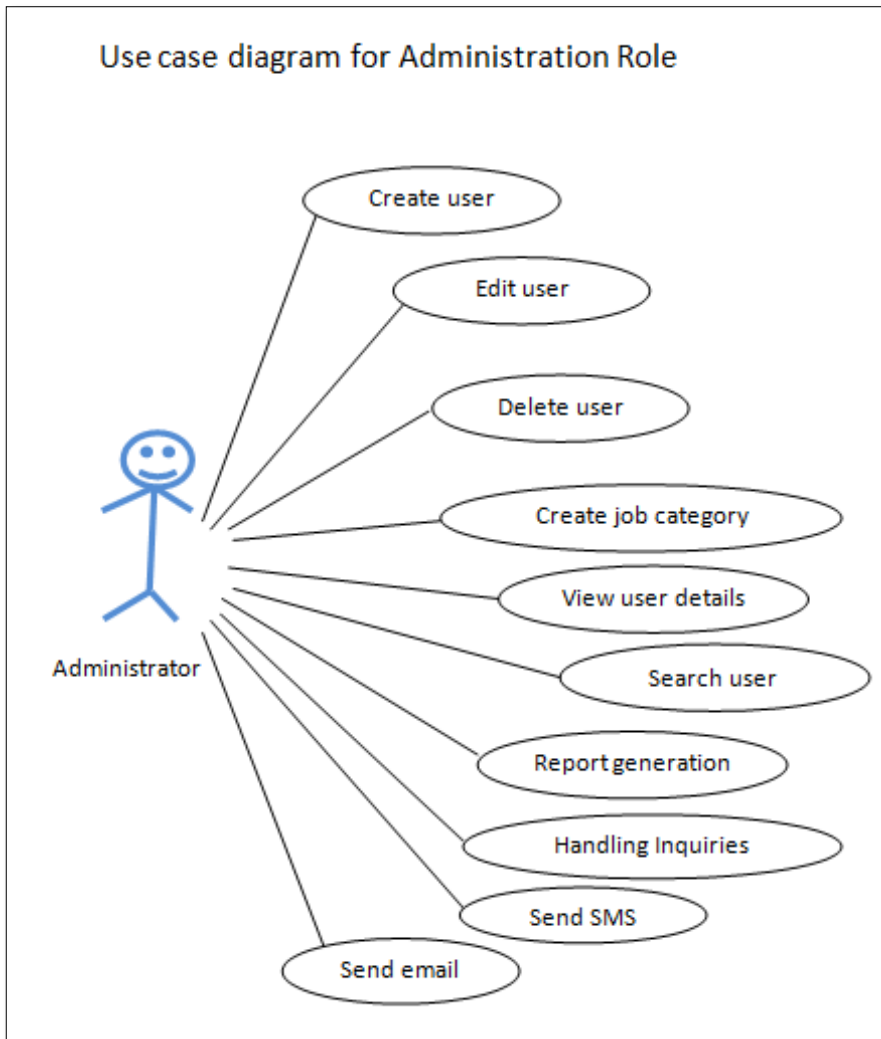 Use case diagram for Administration Role
Create user
Edit user
Delete user
Create job category
View user details
Administrator
Search user
Report generation
Handling Inquiries
Send SMS
Send email